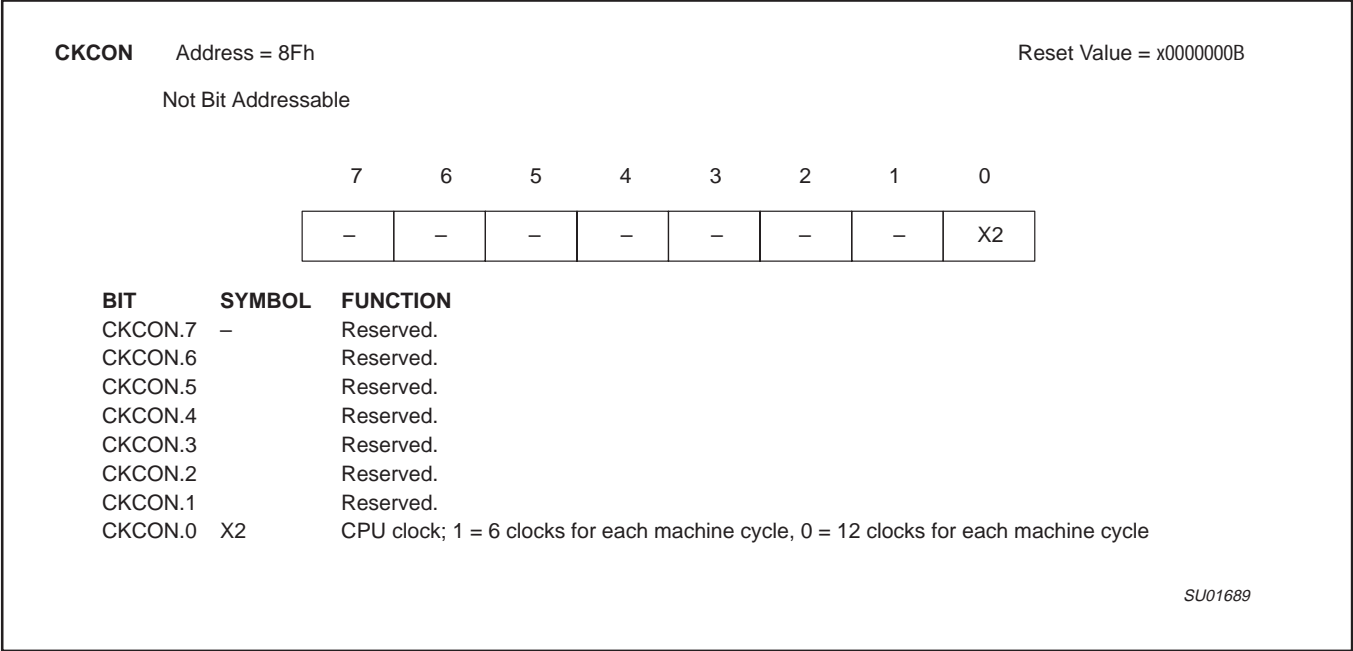 CKCON Address = 8Fh Reset Value = x0000000B
Not Bit Addressable
7 6 5 4 3 2 1 0
– – – – – – – X2
BIT SYMBOL FUNCTION
CKCON.7 – Reserved.
CKCON.6 Reserved.
CKCON.5 Reserved.
CKCON.4 Reserved.
CKCON.3 Reserved.
CKCON.2 Reserved.
CKCON.1 Reserved.
CKCON.0 X2 CPU clock; 1 = 6 clocks for each machine cycle, 0 = 12 clocks for each machine cycle
SU01689